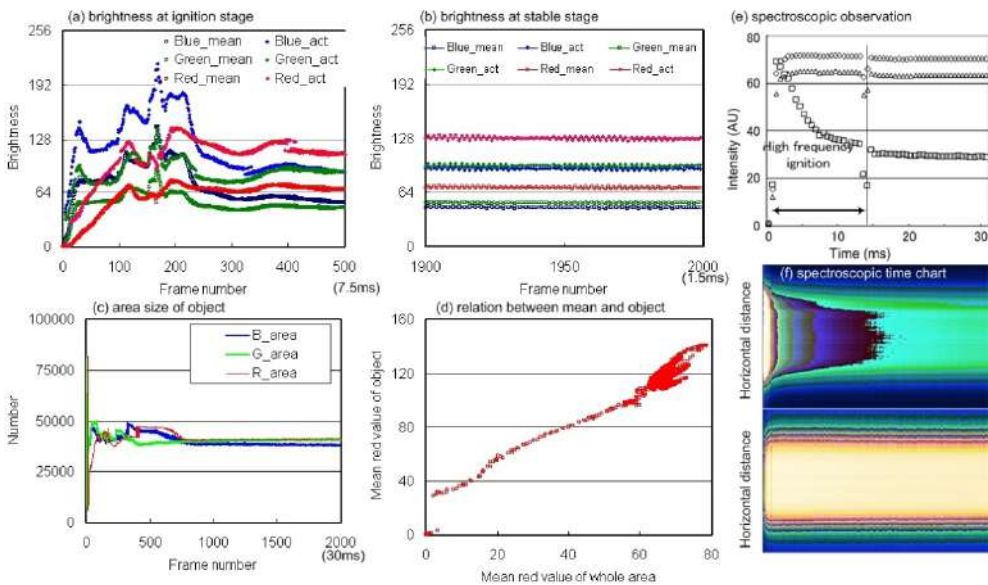 (a) brightness at ignition stage
256
192
128
64
0
Brightness
Blue_mean
Blue_act
Green_mean
Green_act
Red_mean
Red_act
0
100
200
300
400
500
Frame number
(7.5ms)
(b) brightness at stable stage
256
192
128
64
0
Brightness
Blue_mean
Blue_act
Green_mean
Green_act
Red_mean
Red_act
1900
1950
2000
Frame number
(1.5ms)
(e) spectroscopic observation
80
60
40
20
0
Intensity (AU)
High frequency
ignition
0
10
20
30
Time (ms)
(c) area size of object
100000
75000
50000
25000
0
Number
B_area
G_area
R_area
0
500
1000
1500
2000
Frame number
(30ms)
(d) relation between mean and object
160
120
80
40
0
Mean red value of object
0
20
40
60
80
Mean red value of whole area
(f) spectroscopic time chart
Horizontal distance
Horizontal distance